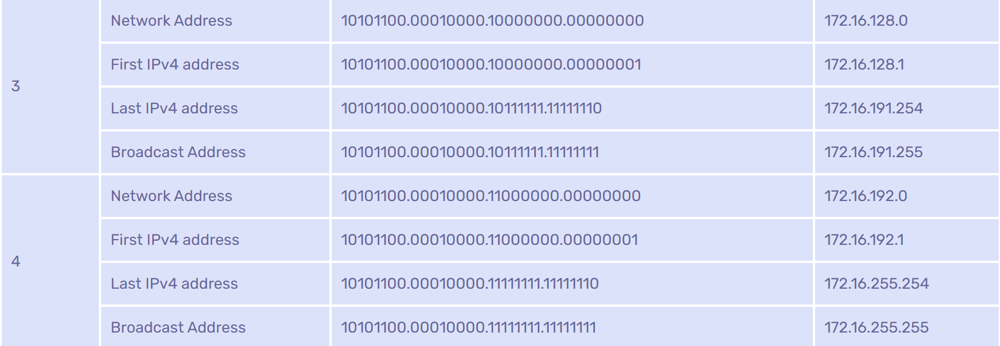 Network Address 10101100.00010000.10000000.00000000 172.16.128.0
First IPv4 address 10101100.00010000.10000000.00000001 172.16.128.1
3
Last IPv4 address 10101100.00010000.10111111.11111110 172.16.191.254
Broadcast Address 10101100.00010000.10111111.11111111 172.16.191.255
Network Address 10101100.00010000.11000000.00000000 172.16.192.0
First IPv4 address 10101100.00010000.11000000.00000001 172.16.192.1
4
Last IPv4 address 10101100.00010000.11111111.11111110 172.16.255.254
Broadcast Address 10101100.00010000.11111111.11111111 172.16.255.255